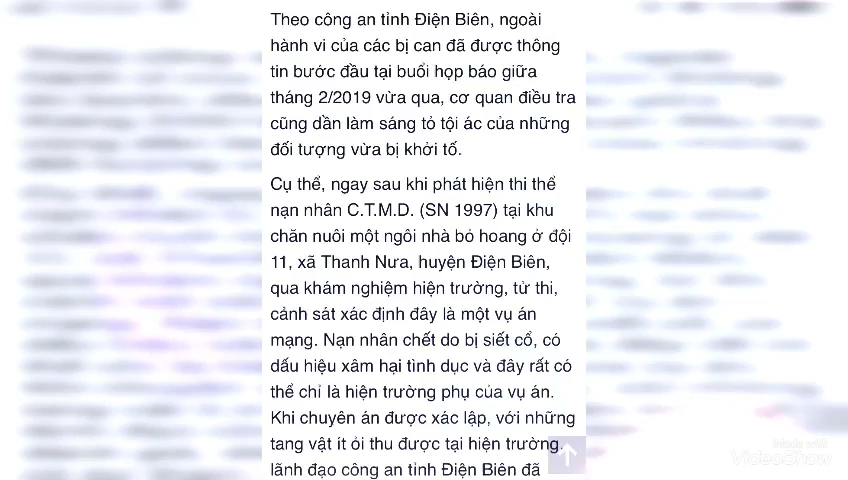 Theo công an tỉnh Điện Biên, ngoài
hành vi của các bị can đã được thông
tin bước đầu tại buổi họp báo giữa
tháng 2/2019 vừa qua, cơ quan điều tra
cũng dần làm sáng tỏ tội ác của những
đối tượng vừa bị khởi tố.
Cụ thể, ngay sau khi phát hiện thi thể
nạn nhân C.T.M.D. (SN 1997) tại khu
chăn nuôi một ngôi nhà bỏ hoang ở đội
11, xã Thanh Nưa, huyện Điện Biên,
qua khám nghiệm hiện trường, tử thi,
cảnh sát xác định đây là một vụ án
mạng. Nạn nhân chết do bị siết cổ, có
dấu hiệu xâm hại tình dục và đây rất có
thể chỉ là hiện trường phụ của vụ án.
Khi chuyên án được xác lập, với những
tang vật ít ỏi thu được tại hiện trường,
lãnh đạo công an tỉnh Điện Biên đã
Made with
VideoShow